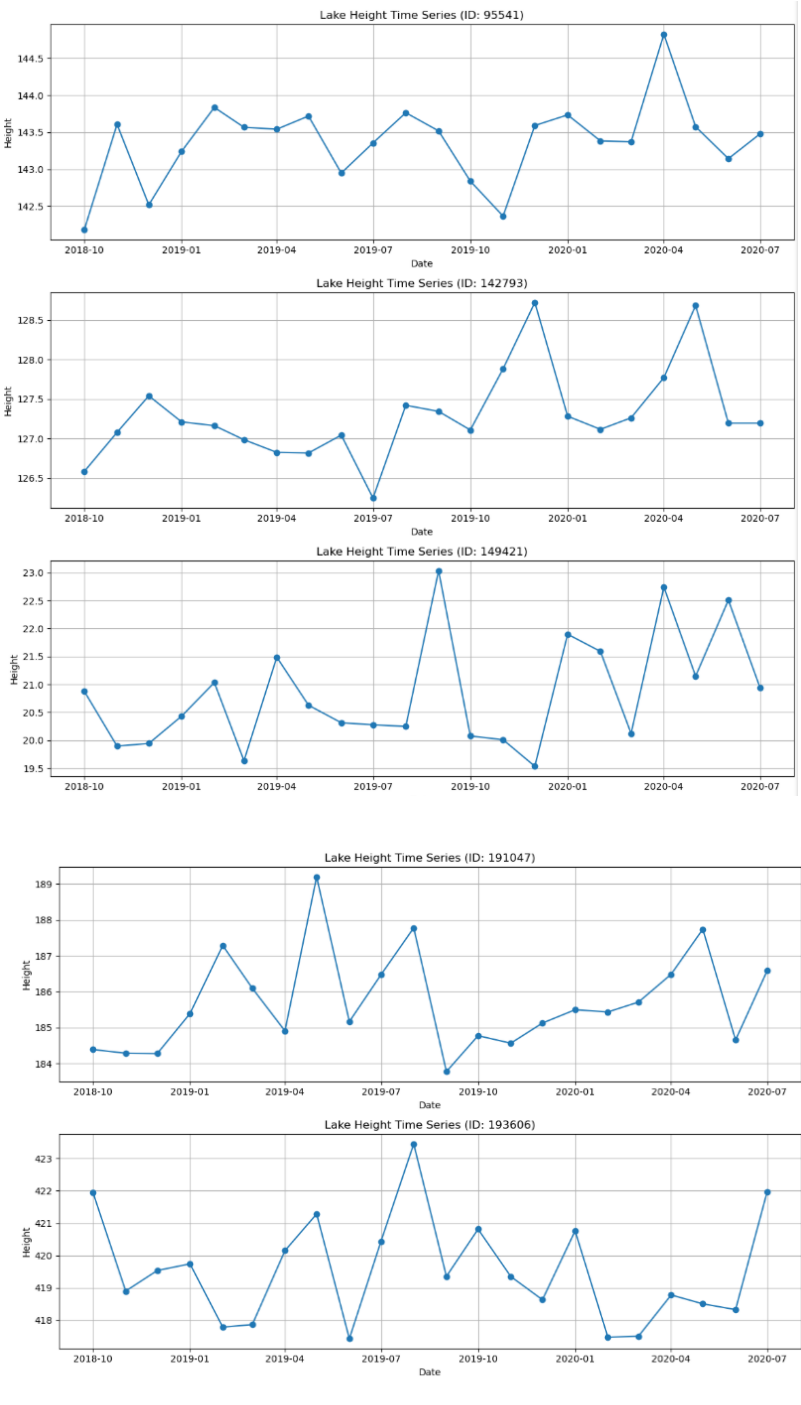 Lake Height Time Series (ID: 95541)
144.5
144.0
143.5
143.0
142.5
Height
2018-10 2019-01 2019-04 2019-07 2019-10 2020-01 2020-04 2020-07
Date
Lake Height Time Series (ID: 142793)
128.5
128.0
127.5
127.0
126.5
Height
2018-10 2019-01 2019-04 2019-07 2019-10 2020-01 2020-04 2020-07
Date
Lake Height Time Series (ID: 149421)
23.0
22.5
22.0
21.5
21.0
20.5
20.0
19.5
Height
2018-10 2019-01 2019-04 2019-07 2019-10 2020-01 2020-04 2020-07
Lake Height Time Series (ID: 191047)
189
188
187
186
185
184
Height
2018-10 2019-01 2019-04 2019-07 2019-10 2020-01 2020-04 2020-07
Date
Lake Height Time Series (ID: 193606)
423
422
421
420
419
418
Height
2018-10 2019-01 2019-04 2019-07 2019-10 2020-01 2020-04 2020-07
Date